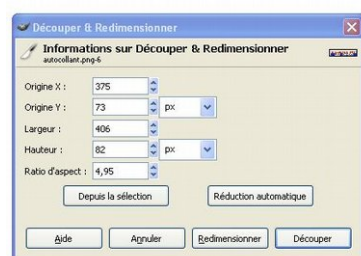 Découper & Redimensionner
Informations sur Découper & Redimensionner
autocollant.png-6
Origine X : 375
Origine Y : 73 px
Largeur : 406
Hauteur : 82 px
Ratio d'aspect : 4,95
Depuis la sélection Réduction automatique
Aide Annuler Redimensionner Découper